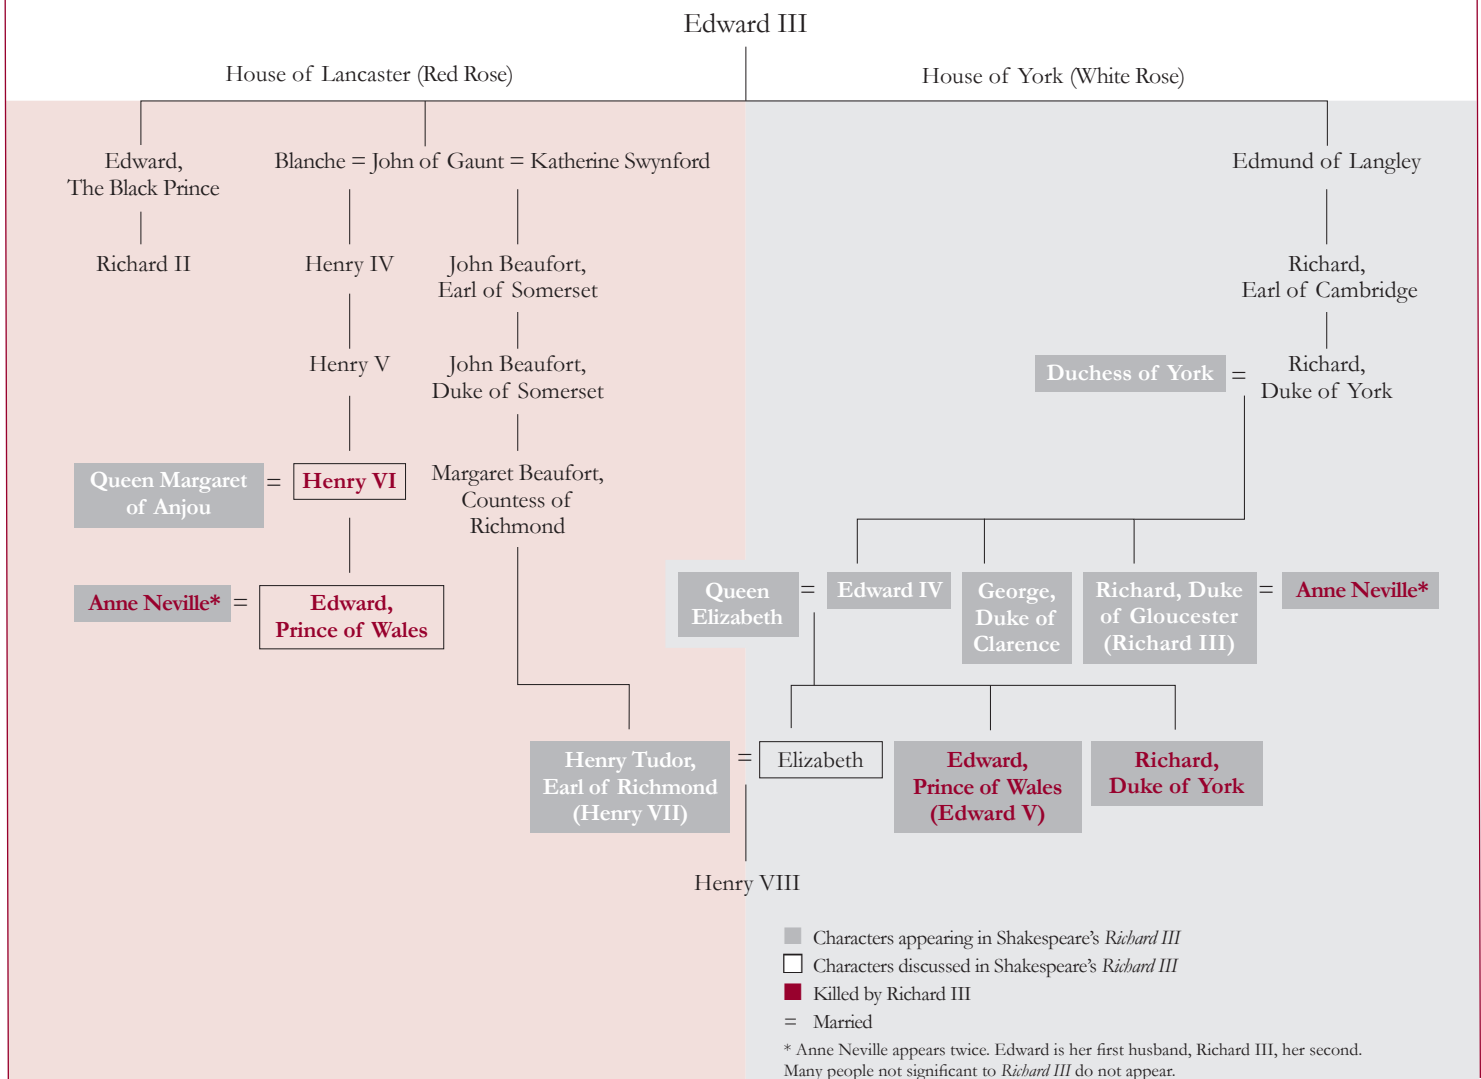 Edward III
House of Lancaster (Red Rose)
House of York (White Rose)
Edward,
The Black Prince
Blanche = John of Gaunt = Katherine Swynford
Edmund of Langley
Richard II
Henry IV
John Beaufort,
Earl of Somerset
Richard,
Earl of Cambridge
Henry V
John Beaufort,
Duke of Somerset
Duchess of York =
Richard,
Duke of York
Queen Margaret
of Anjou
=
Henry VI
Margaret Beaufort,
Countess of
Richmond
Anne Neville* =
Edward,
Prince of Wales
Queen
Elizabeth
=
Edward IV
George,
Duke of
Clarence
Richard, Duke
of Gloucester
(Richard III)
=
Anne Neville*
Henry Tudor,
Earl of Richmond
(Henry VII)
=
Elizabeth
Edward,
Prince of Wales
(Edward V)
Richard,
Duke of York
Henry VIII
Characters appearing in Shakespeare's Richard III
Characters discussed in Shakespeare's Richard III
Killed by Richard III
= Married
* Anne Neville appears twice. Edward is her first husband, Richard III, her second.
Many people not significant to Richard III do not appear.